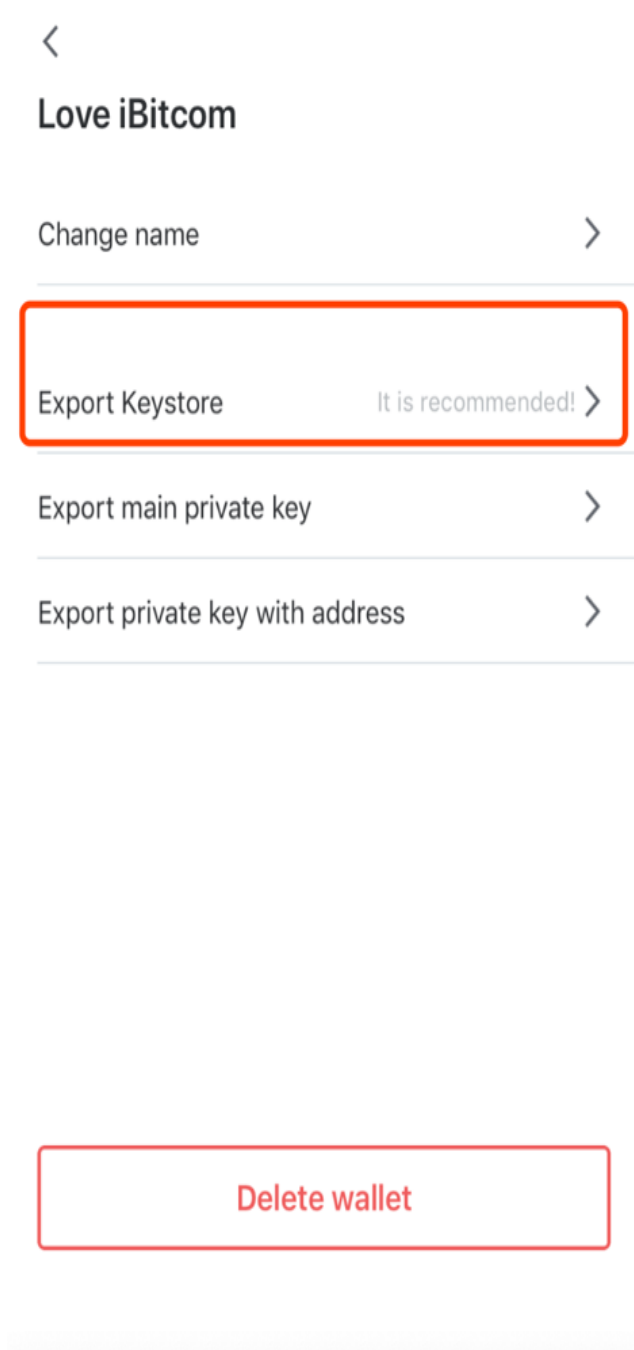 Love iBitcom
Change name
Export Keystore It is recommended!
Export main private key
Export private key with address
Delete wallet